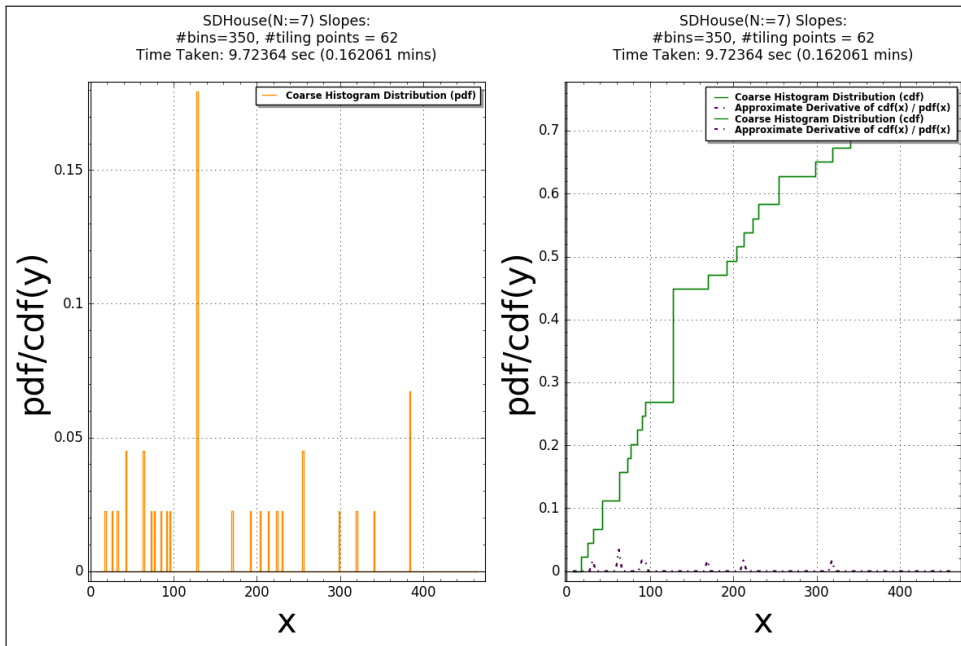 SDHouse(N:=7) Slopes:
#bins=350, #tiling points = 62
Time Taken: 9.72364 sec (0.162061 mins)
Coarse Histogram Distribution (pdf)
0.15
0.1
0.05
0
pdf/cdf(y)
0 100 200 300 400
x
SDHouse(N:=7) Slopes:
#bins=350, #tiling points = 62
Time Taken: 9.72364 sec (0.162061 mins)
Coarse Histogram Distribution (cdf)
Approximate Derivative of cdf(x) / pdf(x)
Coarse Histogram Distribution (cdf)
Approximate Derivative of cdf(x) / pdf(x)
0.7
0.6
0.5
0.4
0.3
0.2
0.1
0
pdf/cdf(y)
0 100 200 300 400
x